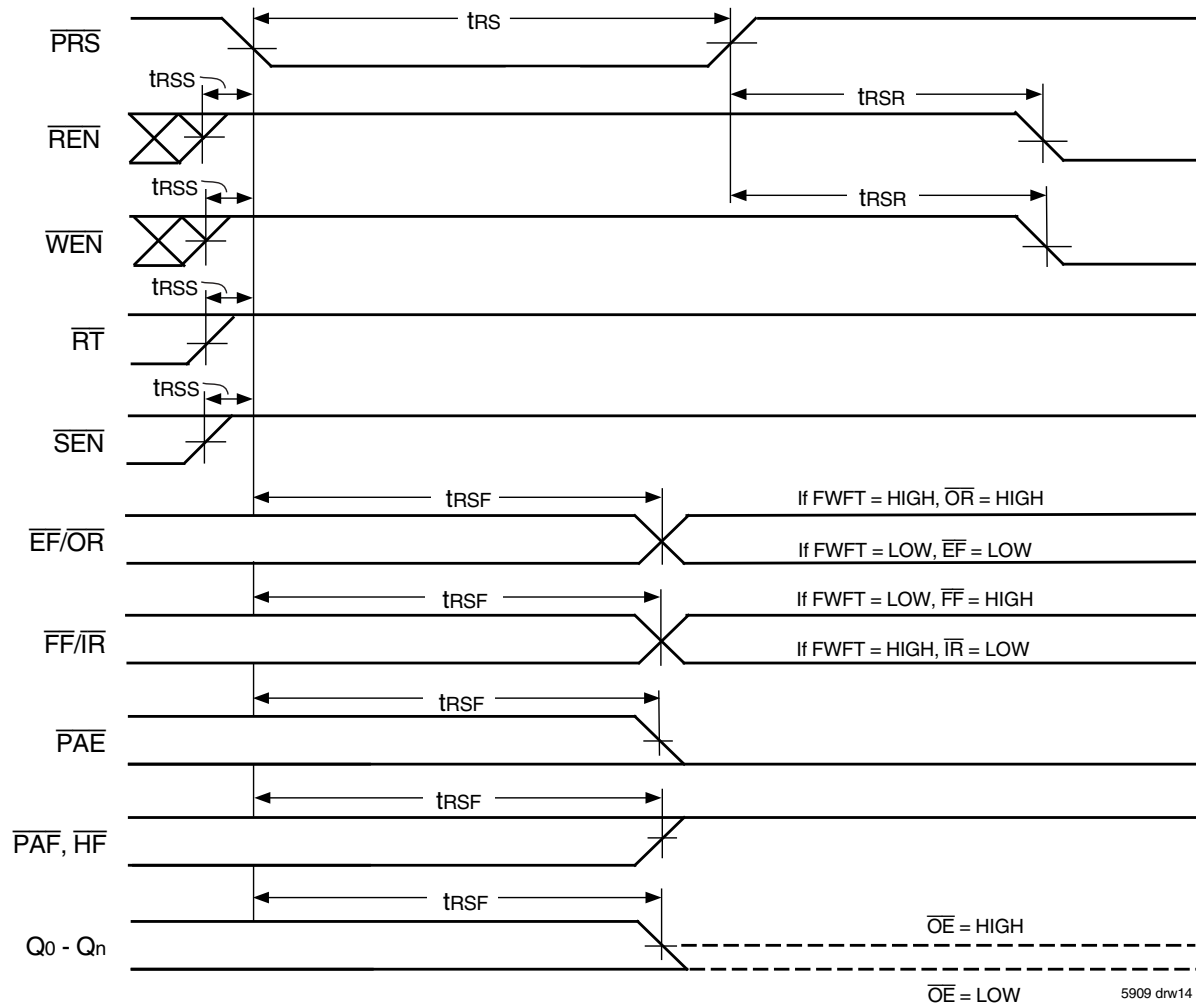 tRS
PRS
tRSS
tRSR
REN
tRSS
tRSR
WEN
tRSS
RT
tRSS
SEN
tRSF
If FWFT = HIGH, OR = HIGH
EF/OR
If FWFT = LOW, EF = LOW
tRSF
If FWFT = LOW, FF = HIGH
FF/IR
If FWFT = HIGH, IR = LOW
tRSF
PAE
tRSF
PAF, HF
tRSF
OE = HIGH
Q0 - Qn
OE = LOW
5909 drw14